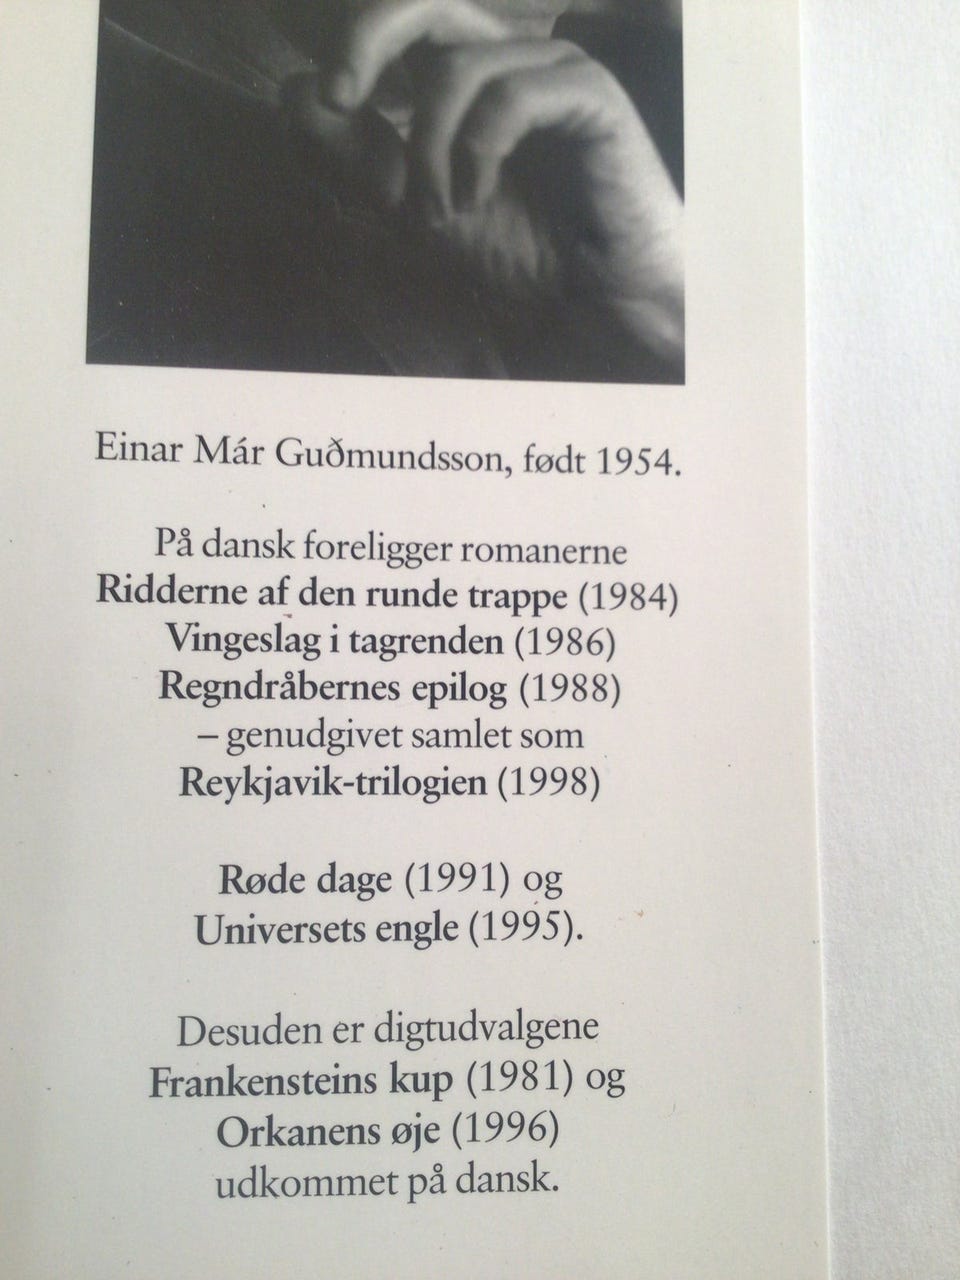 Einar Már Guðmundsson, født 1954.
På dansk foreligger romanerne
Ridderne af den runde trappe (1984)
Vingeslag i tagrenden (1986)
Regndråbernes epilog (1988)
– genudgivet samlet som
Reykjavik-trilogien (1998)
Røde dage (1991) og
Universets engle (1995).
Desuden er digtudvalgene
Frankensteins kup (1981) og
Orkanens øje (1996)
udkommet på dansk.